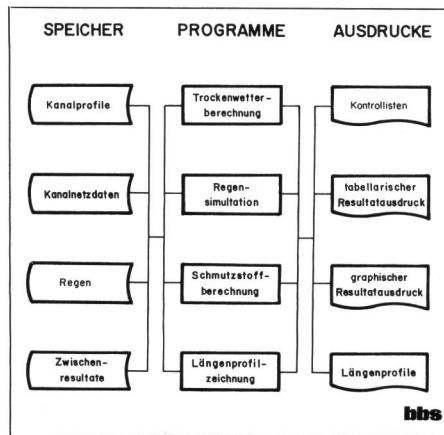 SPEICHER PROGRAMME AUSDRUCKE
Kanalprofile
Trockenwetter-
berechnung
Kontrollisten
Kanalnetzdaten
Regen-
simultation
tabellarischer
Resultatausdruck
Regen
Schmutzstoff-
berechnung
graphischer
Resultatausdruck
Zwischen-
resultate
Längenprofil-
zeichnung
Längenprofile
bbs